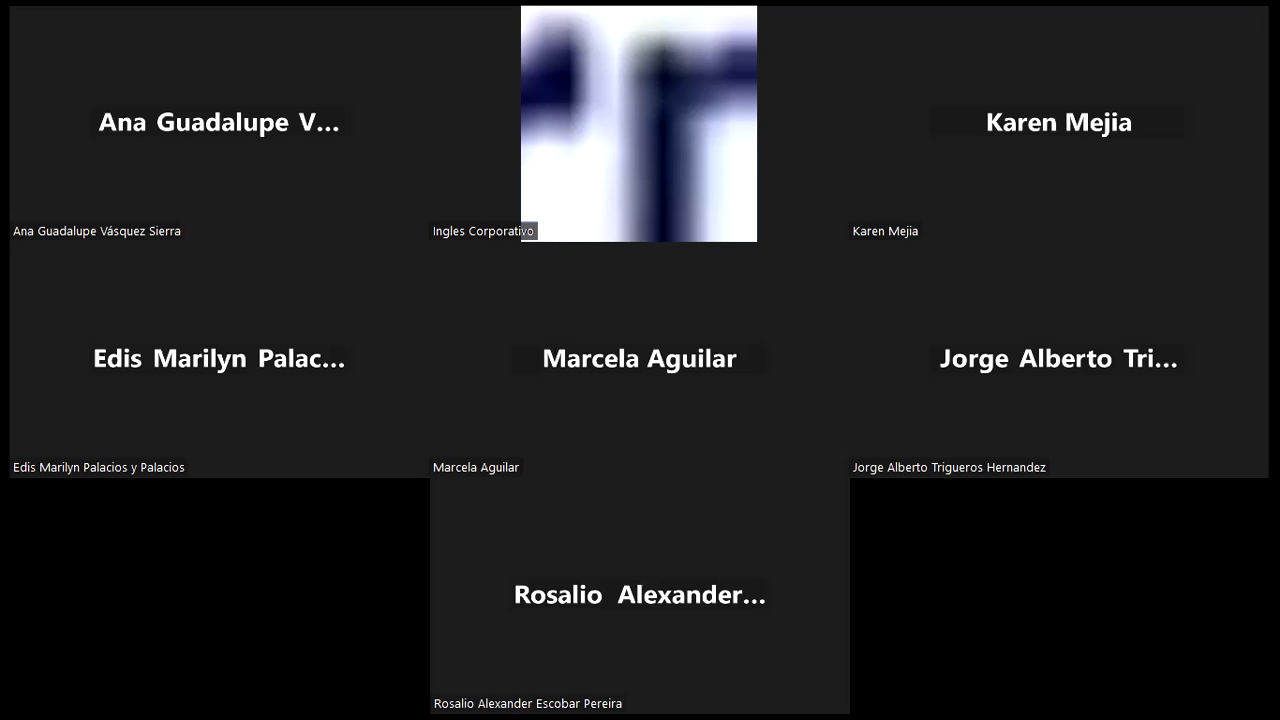 Ana Guadalupe V...
Karen Mejia
Ana Guadalupe Vásquez Sierra
Ingles Corporativo
Karen Mejia
Edis Marilyn Palac...
Marcela Aguilar
Jorge Alberto Tri...
Edis Marilyn Palacios y Palacios
Marcela Aguilar
Jorge Alberto Trigueros Hernandez
Rosalio Alexander...
Rosalio Alexander Escobar Pereira